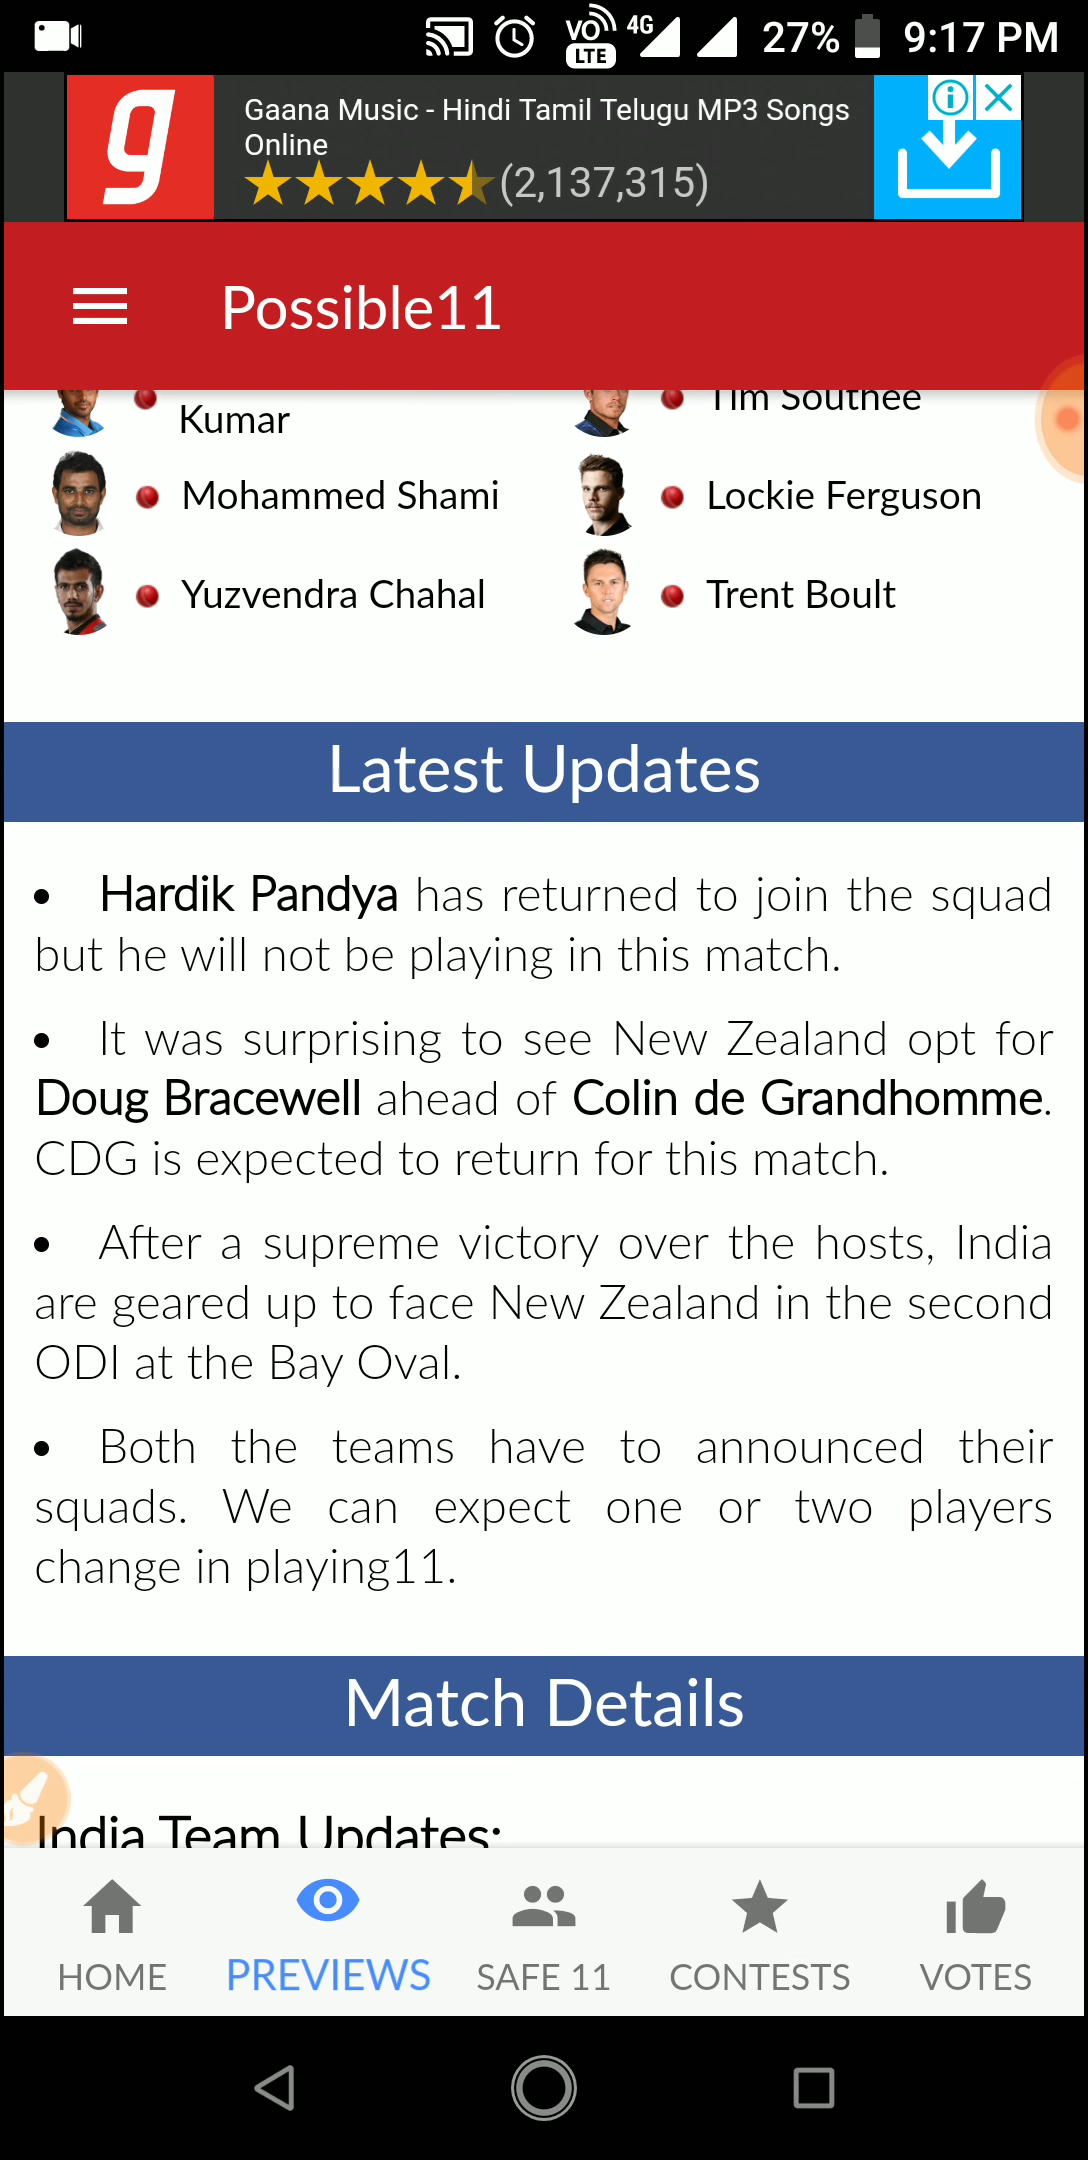 VO LTE 4G 27% 9:17 PM
Gaana Music - Hindi Tamil Telugu MP3 Songs
Online
(2,137,315)
Possible11
Kumar
Tim Southee
Mohammed Shami
Lockie Ferguson
Yuzvendra Chahal
Trent Boult
Latest Updates
• Hardik Pandya has returned to join the squad
but he will not be playing in this match.
• It was surprising to see New Zealand opt for
Doug Bracewell ahead of Colin de Grandhomme.
CDG is expected to return for this match.
• After a supreme victory over the hosts, India
are geared up to face New Zealand in the second
ODI at the Bay Oval.
• Both the teams have to announced their
squads. We can expect one or two players
change in playing11.
Match Details
India Team Updates:
HOME
PREVIEWS
SAFE 11
CONTESTS
VOTES